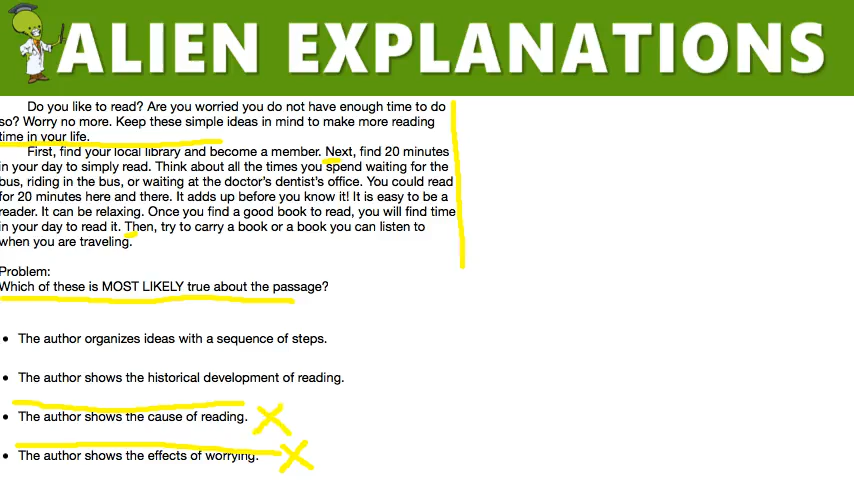 ALIEN EXPLANATIONS
Do you like to read? Are you worried you do not have enough time to do
so? Worry no more. Keep these simple ideas in mind to make more reading
time in your life.
First, find your local library and become a member. Next, find 20 minutes
in your day to simply read. Think about all the times you spend waiting for the
bus, riding in the bus, or waiting at the doctor's dentist's office. You could read
for 20 minutes here and there. It adds up before you know it! It is easy to be a
reader. It can be relaxing. Once you find a good book to read, you will find time
in your day to read it. Then, try to carry a book or a book you can listen to
when you are traveling.
Problem:
Which of these is MOST LIKELY true about the passage?
• The author organizes ideas with a sequence of steps.
• The author shows the historical development of reading.
• The author shows the cause of reading.
• The author shows the effects of worrying.